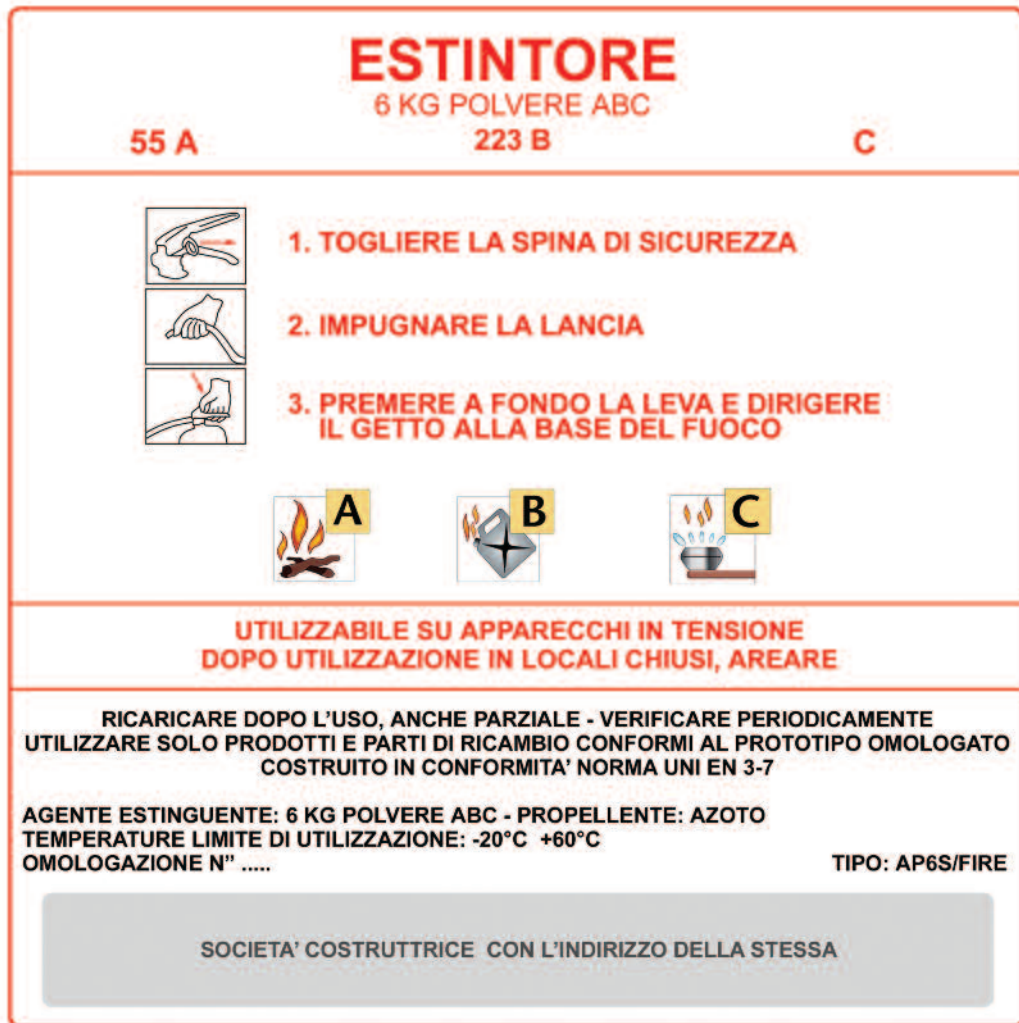 ESTINTORE
6 KG POLVERE ABC
55 A 223 B C
1. TOGLIERE LA SPINA DI SICUREZZA
2. IMPUGNARE LA LANCIA
3. PREMERE A FONDO LA LEVA E DIRIGERE
IL GETTO ALLA BASE DEL FUOCO
A B C
UTILIZZABILE SU APPARECCHI IN TENSIONE
DOPO UTILIZZAZIONE IN LOCALI CHIUSI, AREARE
RICARICARE DOPO L'USO, ANCHE PARZIALE - VERIFICARE PERIODICAMENTE
UTILIZZARE SOLO PRODOTTI E PARTI DI RICAMBIO CONFORMI AL PROTOTIPO OMOLOGATO
COSTRUITO IN CONFORMITA' NORMA UNI EN 3-7
AGENTE ESTINGUENTE: 6 KG POLVERE ABC - PROPELLENTE: AZOTO
TEMPERATURE LIMITE DI UTILIZZAZIONE: -20°C +60°C
OMOLOGAZIONE N” ..... TIPO: AP6S/FIRE
SOCIETA' COSTRUTTRICE CON L'INDIRIZZO DELLA STESSA